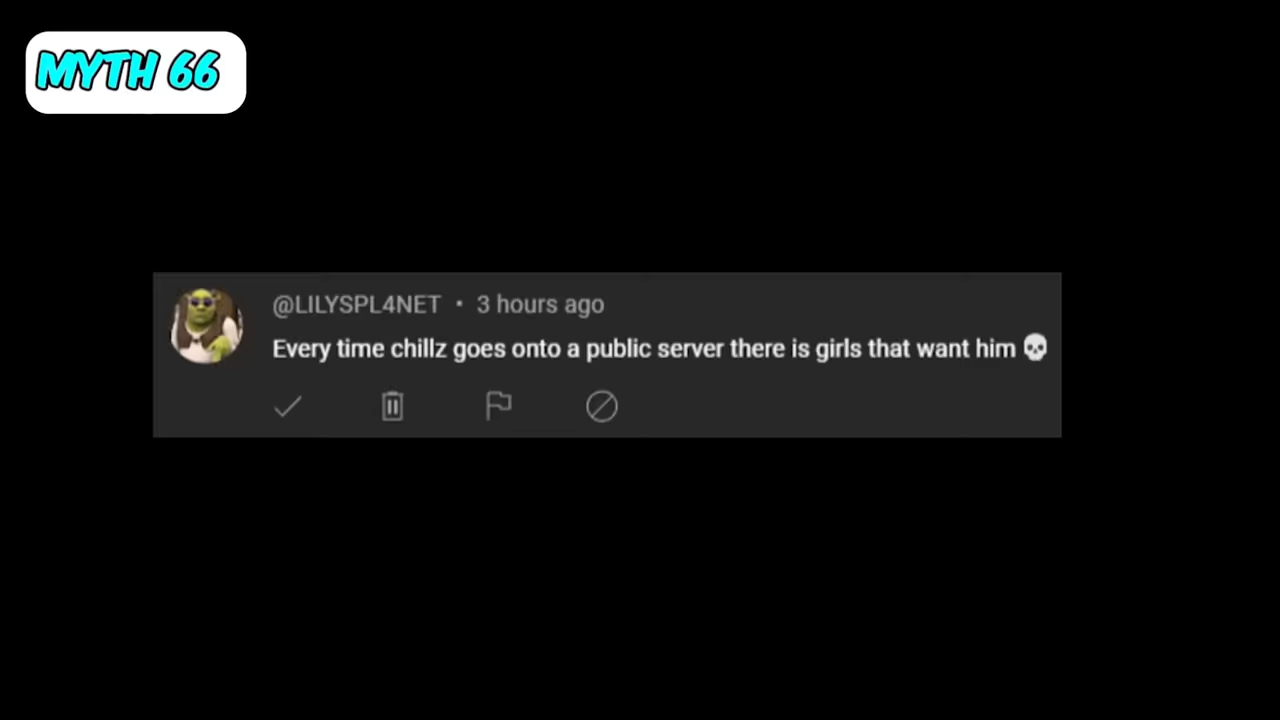 MYTH 66
@LILYSPL4NET • 3 hours ago
Every time chillz goes onto a public server there is girls that want him 💀